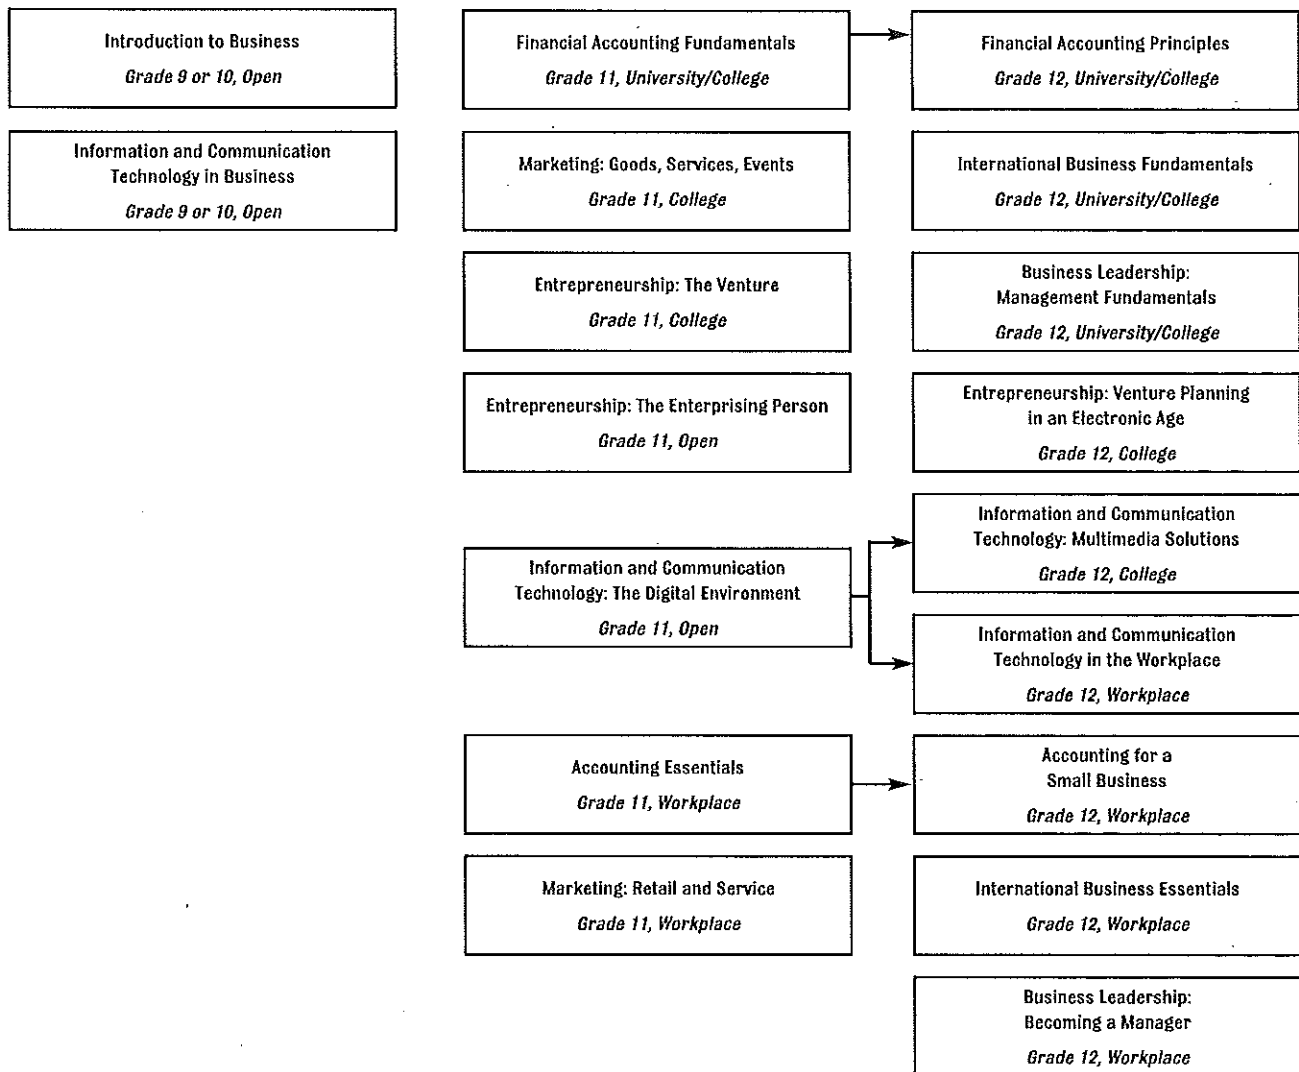 Introduction to Business
Grade 9 or 10, Open
Information and Communication
Technology in Business
Grade 9 or 10, Open
Financial Accounting Fundamentals
Grade 11, University/College
Marketing: Goods, Services, Events
Grade 11, College
Entrepreneurship: The Venture
Grade 11, College
Entrepreneurship: The Enterprising Person
Grade 11, Open
Information and Communication
Technology: The Digital Environment
Grade 11, Open
Accounting Essentials
Grade 11, Workplace
Marketing: Retail and Service
Grade 11, Workplace
Financial Accounting Principles
Grade 12, University/College
International Business Fundamentals
Grade 12, University/College
Business Leadership:
Management Fundamentals
Grade 12, University/College
Entrepreneurship: Venture Planning
in an Electronic Age
Grade 12, College
Information and Communication
Technology: Multimedia Solutions
Grade 12, College
Information and Communication
Technology in the Workplace
Grade 12, Workplace
Accounting for a
Small Business
Grade 12, Workplace
International Business Essentials
Grade 12, Workplace
Business Leadership:
Becoming a Manager
Grade 12, Workplace